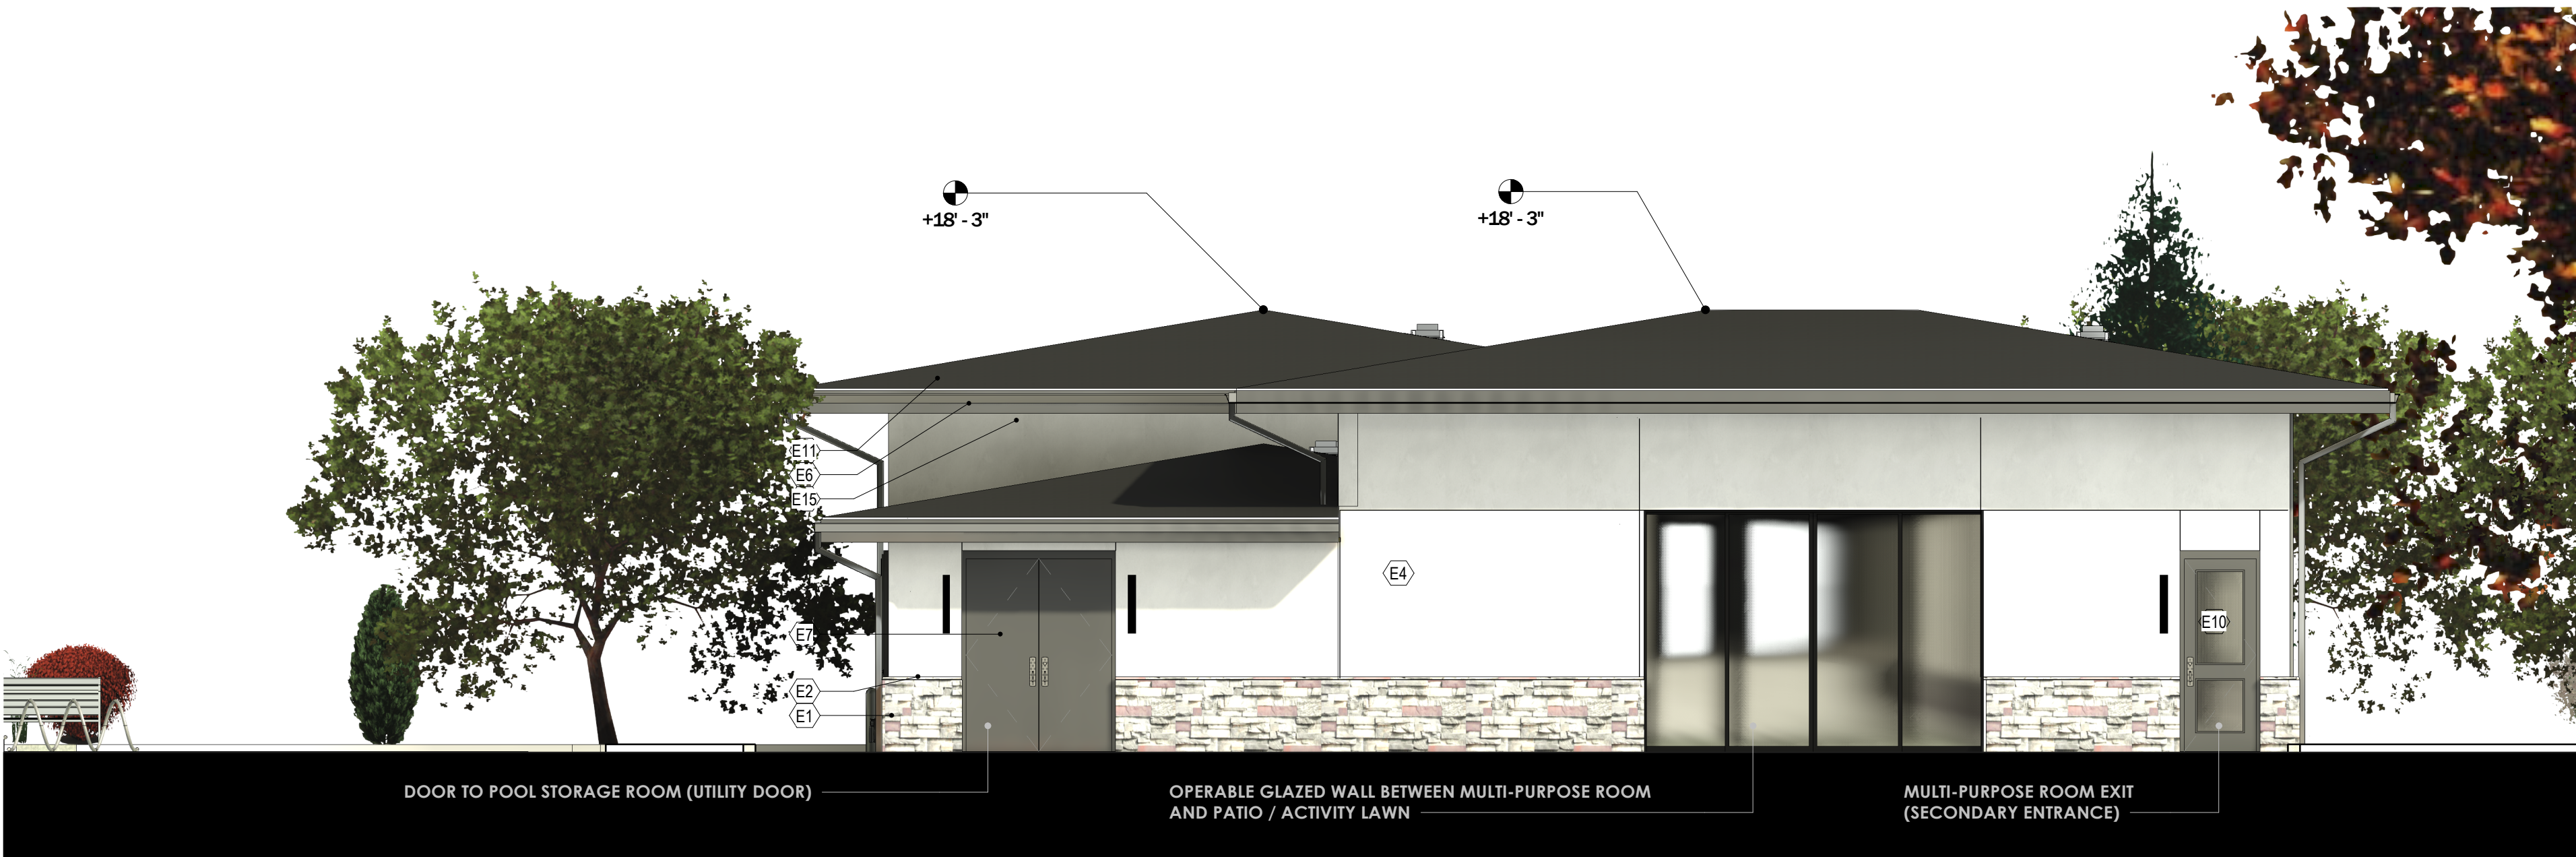 +18' - 3"
+18' - 3"
E11
E6
E15
E4
E7
E10
E2
E1
DOOR TO POOL STORAGE ROOM (UTILITY DOOR)
OPERABLE GLAZED WALL BETWEEN MULTI-PURPOSE ROOM
AND PATIO / ACTIVITY LAWN
MULTI-PURPOSE ROOM EXIT
(SECONDARY ENTRANCE)